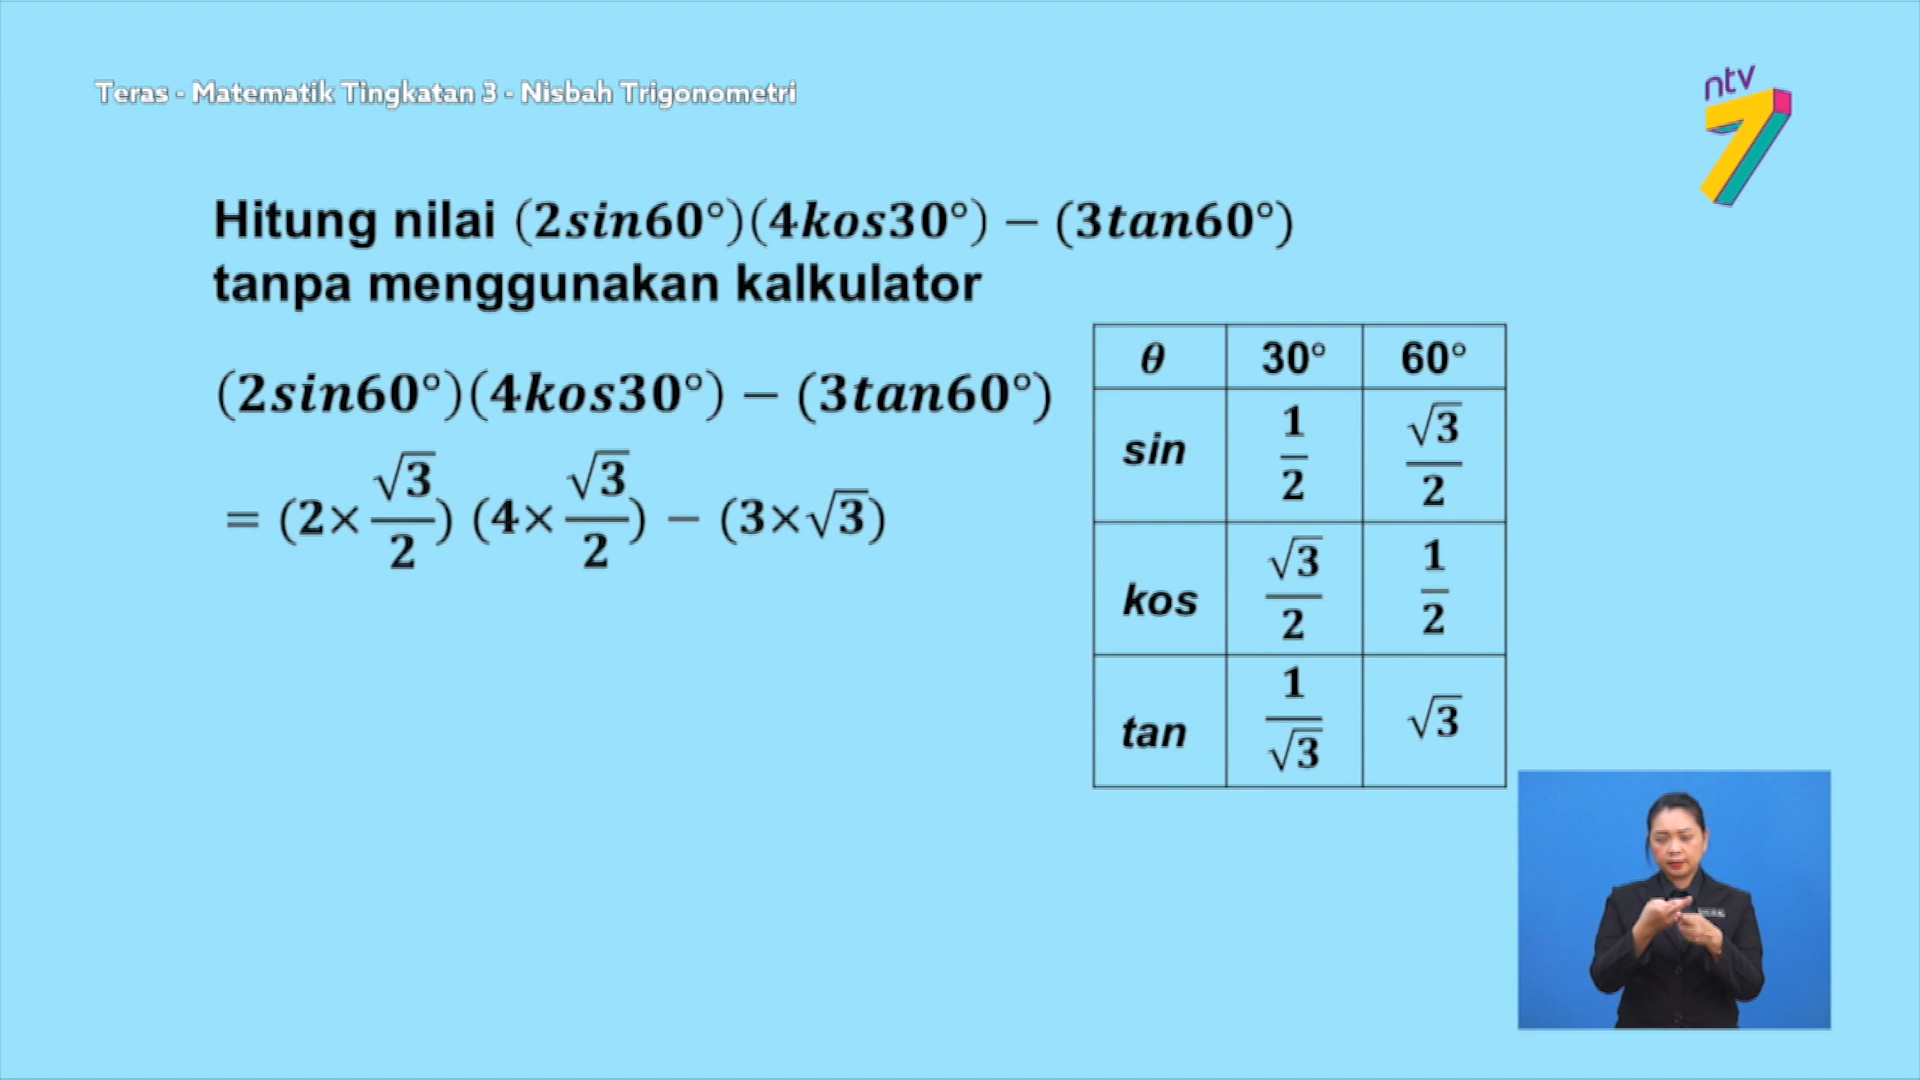 Teras - Matematik Tingkatan 3 - Nisbah Trigonometri
ntv
7
Hitung nilai (2sin60°)(4kos30°) − (3tan60°)
tanpa menggunakan kalkulator
(2sin60°)(4kos30°) − (3tan60°)
= (2×√3/2) (4×√3/2) − (3×√3)
θ 30° 60°
sin 1/2 √3/2
kos √3/2 1/2
tan 1/√3 √3